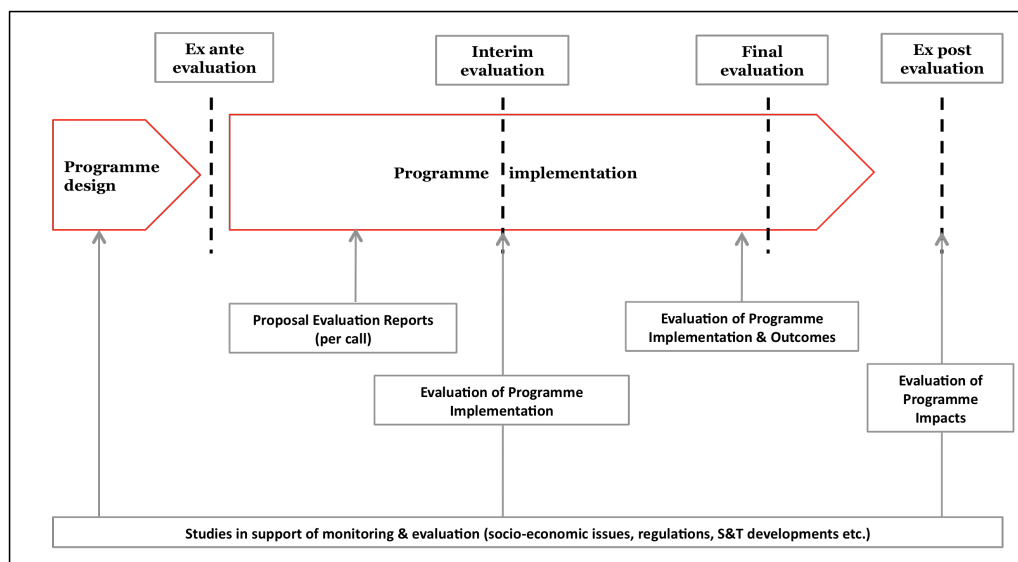 Ex ante
evaluation
Interim
evaluation
Final
evaluation
Ex post
evaluation
Programme
design
Programme implementation
Proposal Evaluation Reports
(per call)
Evaluation of Programme
Implementation & Outcomes
Evaluation of Programme
Implementation
Evaluation of
Programme
Impacts
Studies in support of monitoring & evaluation (socio-economic issues, regulations, S&T developments etc.)